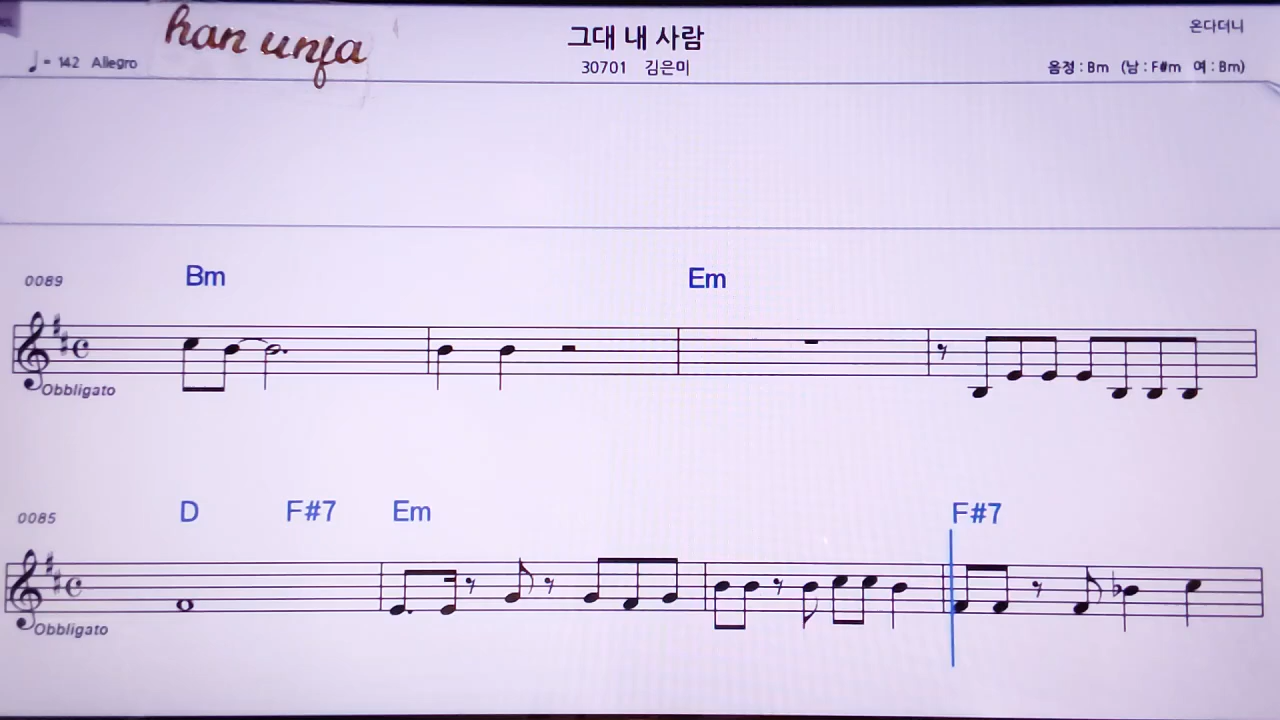 han unfa
그대 내 사람
온다더니
♩= 142 Allegro
30701 김은미
음정 : Bm (남 : F#m 여 : Bm)
0089
Bm
Em
Obbligato
0085
D
F#7
Em
F#7
Obbligato